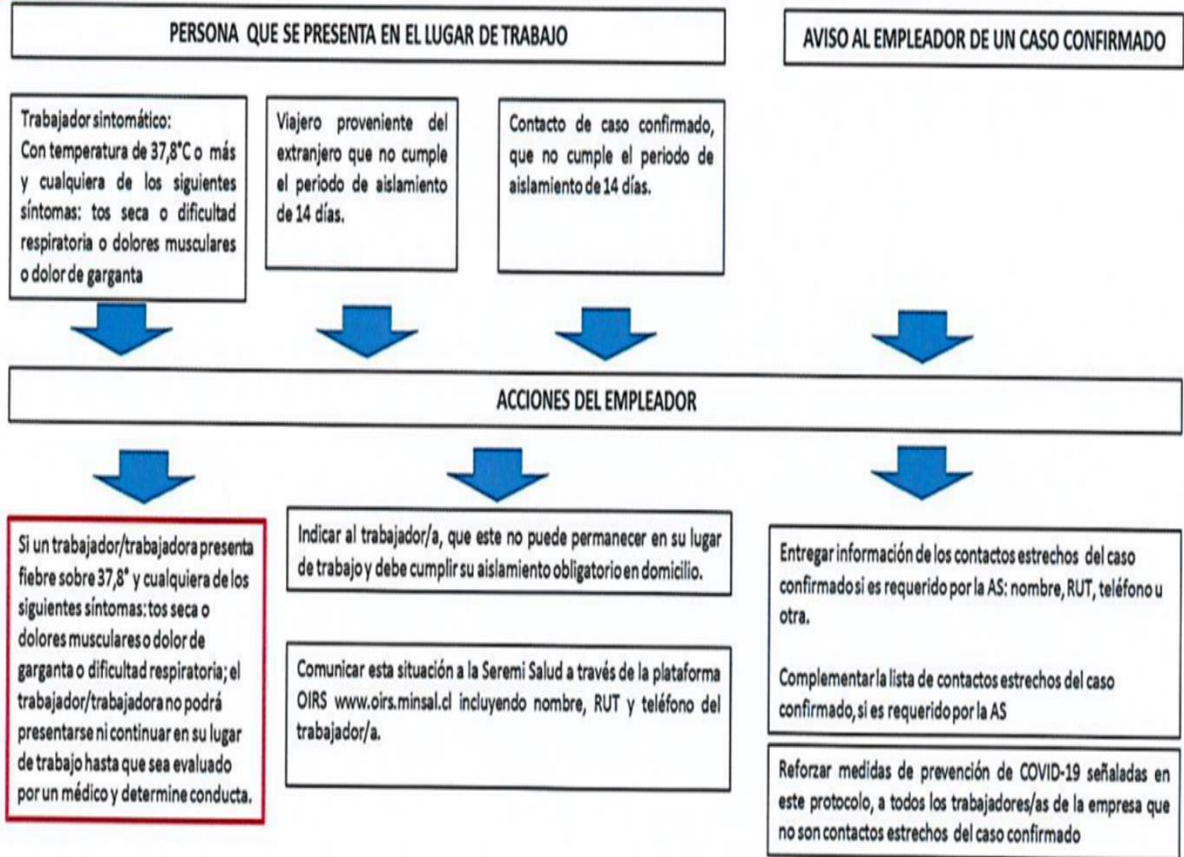 PERSONA QUE SE PRESENTA EN EL LUGAR DE TRABAJO
AVISO AL EMPLEADOR DE UN CASO CONFIRMADO
Trabajador sintomático:
Con temperatura de 37,8°C o más
y cualquiera de los siguientes
síntomas: tos seca o dificultad
respiratoria o dolores musculares
o dolor de garganta
Viajero proveniente del
extranjero que no cumple
el periodo de aislamiento
de 14 días.
Contacto de caso confirmado,
que no cumple el periodo de
aislamiento de 14 días.
ACCIONES DEL EMPLEADOR
Si un trabajador/trabajadora presenta
fiebre sobre 37,8° y cualquiera de los
siguientes síntomas: tos seca o
dolores musculares o dolor de
garganta o dificultad respiratoria; el
trabajador/trabajadora no podrá
presentarse ni continuar en su lugar
de trabajo hasta que sea evaluado
por un médico y determine conducta.
Indicar al trabajador/a, que este no puede permanecer en su lugar
de trabajo y debe cumplir su aislamiento obligatorio en domicilio.
Comunicar esta situación a la Seremi Salud a través de la plataforma
OIRS www.oirs.minsal.cl incluyendo nombre, RUT y teléfono del
trabajador/a.
Entregar información de los contactos estrechos del caso
confirmado si es requerido por la AS: nombre, RUT, teléfono u
otra.
Complementar la lista de contactos estrechos del caso
confirmado, si es requerido por la AS
Reforzar medidas de prevención de COVID-19 señaladas en
este protocolo, a todos los trabajadores/as de la empresa que
no son contactos estrechos del caso confirmado